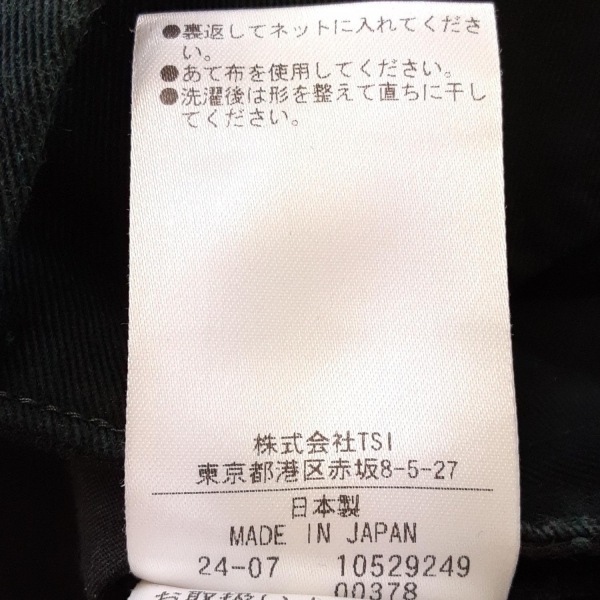 ●裏返してネットに入れてくださ
い。
●あて布を使用してください。
●洗濯後は形を整えて直ちに干し
てください。
株式会社TSI
東京都港区赤坂8-5-27
日本製
MADE IN JAPAN
24-07 10529249
00378